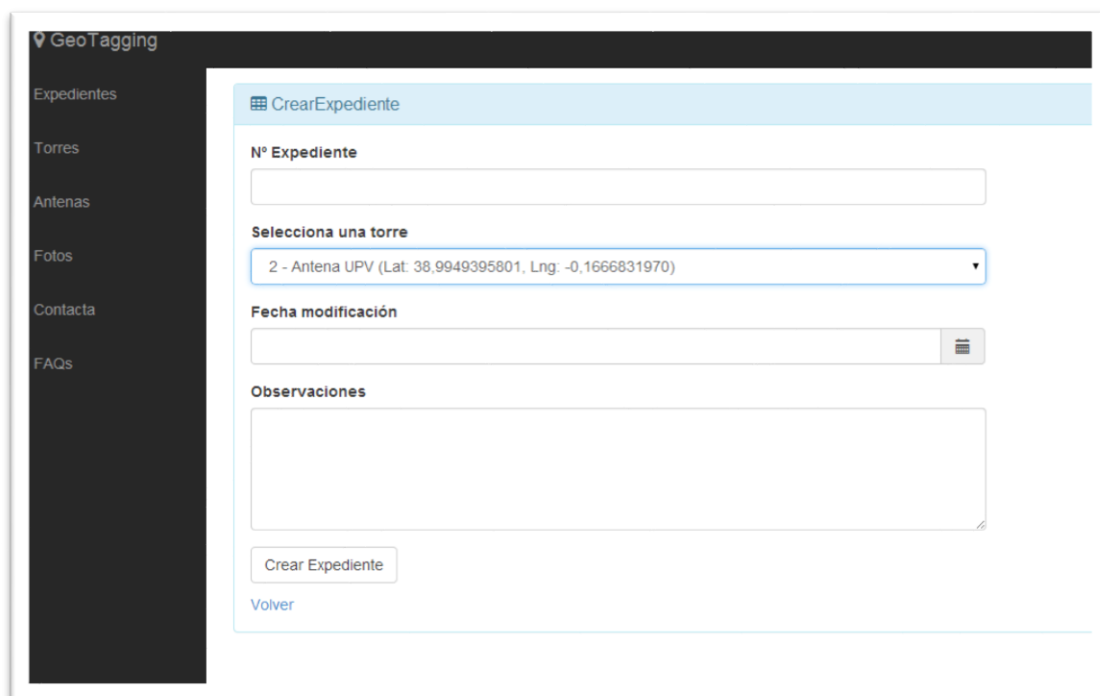 GeoTagging
Expedientes
Torres
Antenas
Fotos
Contacta
FAQs
CrearExpediente
Nº Expediente
Selecciona una torre
2 - Antena UPV (Lat: 38,9949395801, Lng: -0,1666831970)
Fecha modificación
Observaciones
Crear Expediente
Volver